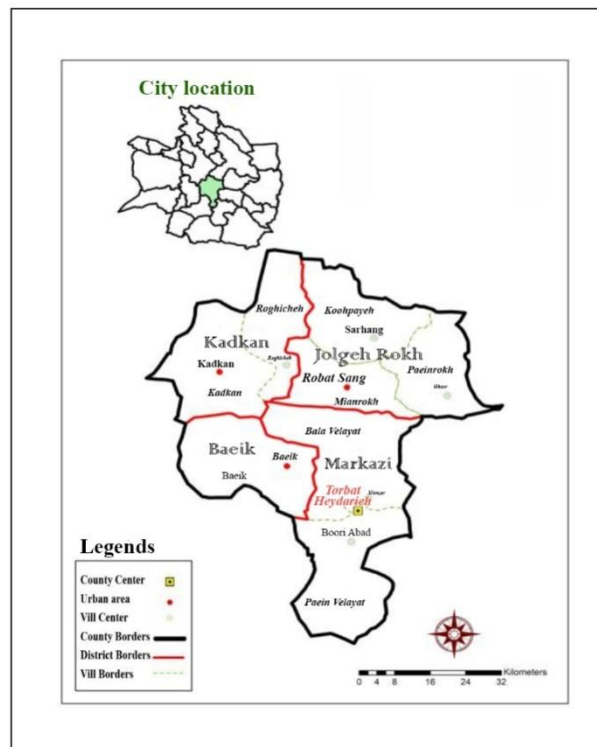 City location
Roghicheh
Koohpayeh
Sarhang
Kadkan
Jolgeh Rokh
Roghicheh
Paeinrokh
Kadkan
Robat Sang
Kadkan
Mianrokh
Bala Velayat
Baeik
Baeik
Markazi
Baeik
Torbat
Heydarieh
Boori Abad
Paein Velayat
Legends
County Center
Urban area
Vill Center
County Borders
District Borders
Vill Borders
Kilometers
0 4 8 16 24 32